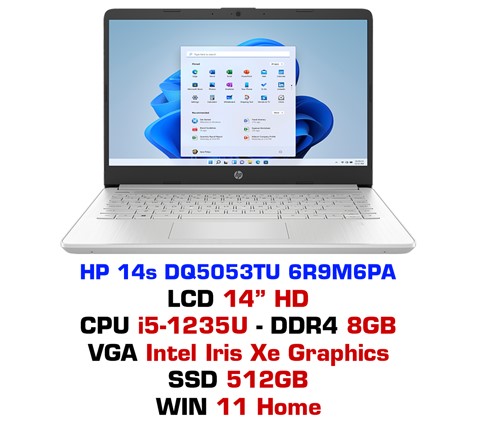 HP 14s DQ5053TU 6R9M6PA
LCD 14” HD
CPU i5-1235U - DDR4 8GB
VGA Intel Iris Xe Graphics
SSD 512GB
WIN 11 Home